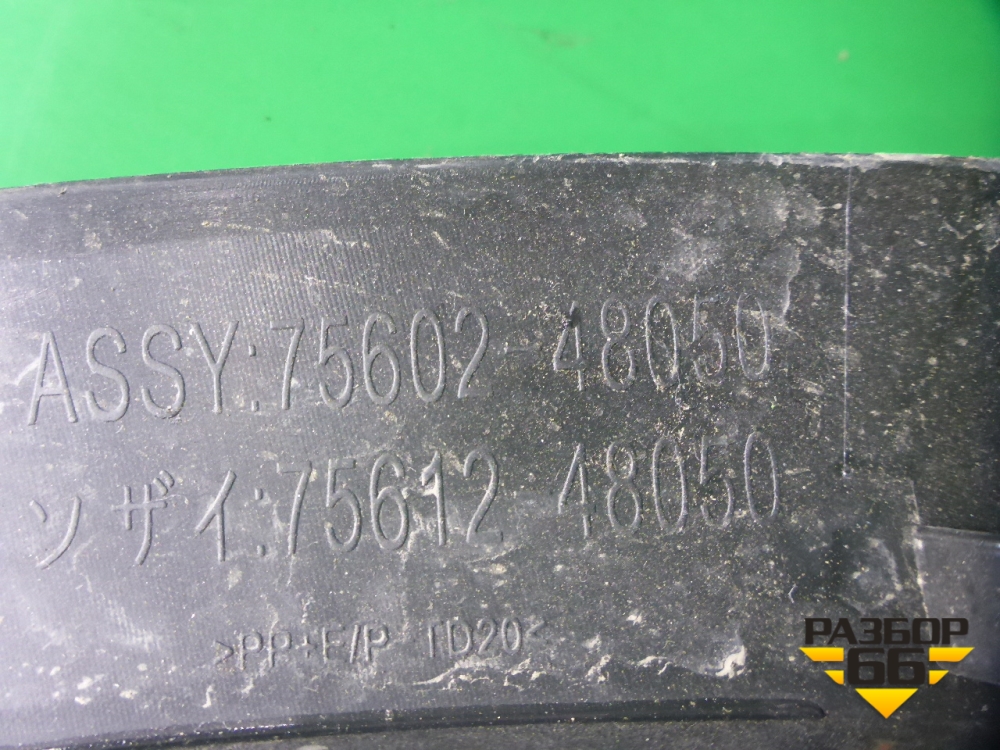 ASSY:75602-48050
ソザイ:75612-48050
>PP+E/P TD20<
РАЗБОР
66